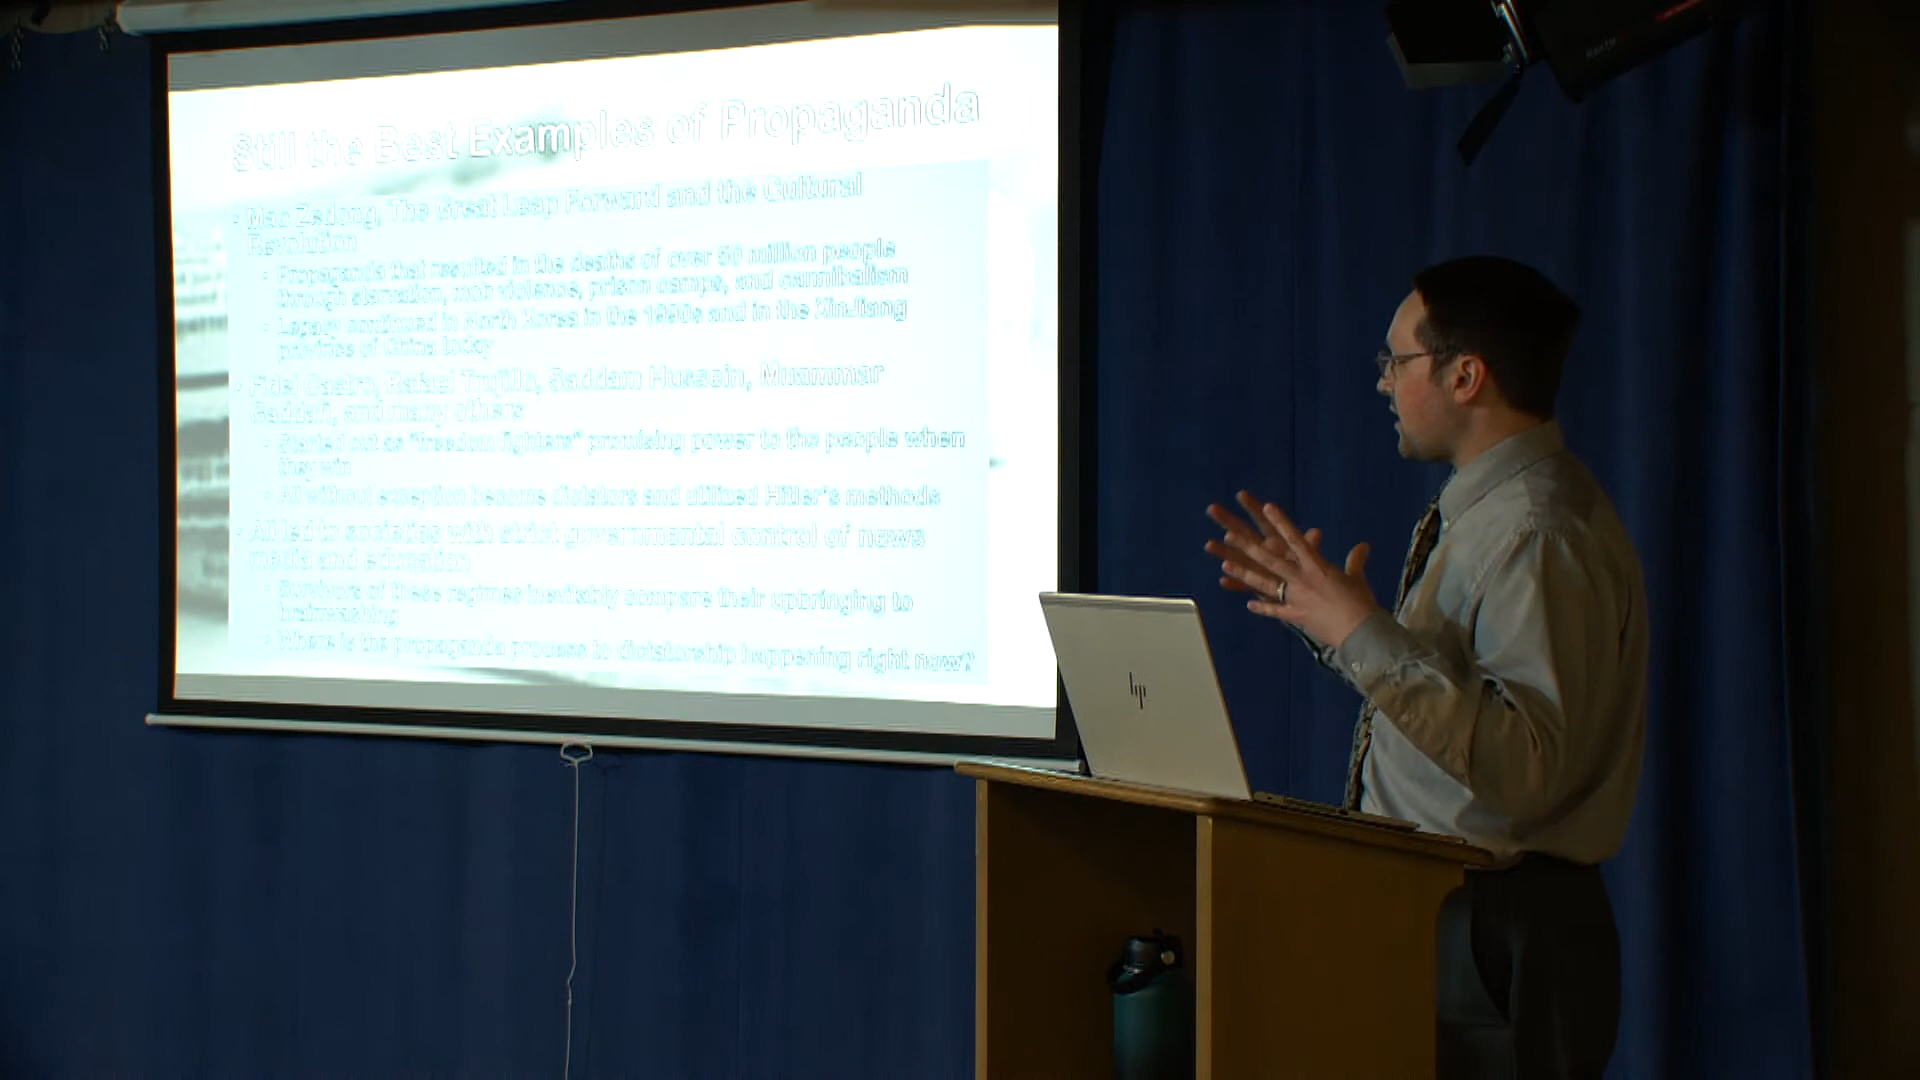 Still the Best Examples of Propaganda
• Mao Zedong, The Great Leap Forward and the Cultural
Revolution
• Propaganda that resulted in the deaths of over 50 million people
through starvation, mob violence, prison camps, and cannibalism
• Legacy continued in North Korea in the 1990s and in the XinJiang
province of China today
• Fidel Castro, Rafael Trujillo, Saddam Hussein, Muammar
Gaddafi, and many others
• Started out as "freedom fighters" promising power to the people when
they win
• All without exception become dictators and utilized Hitler's methods
• All led to societies with strict governmental control of news
media and education
• Survivors of these regimes inevitably compare their upbringing to
brainwashing
• Where is the propaganda process to dictatorship happening right now?
hp